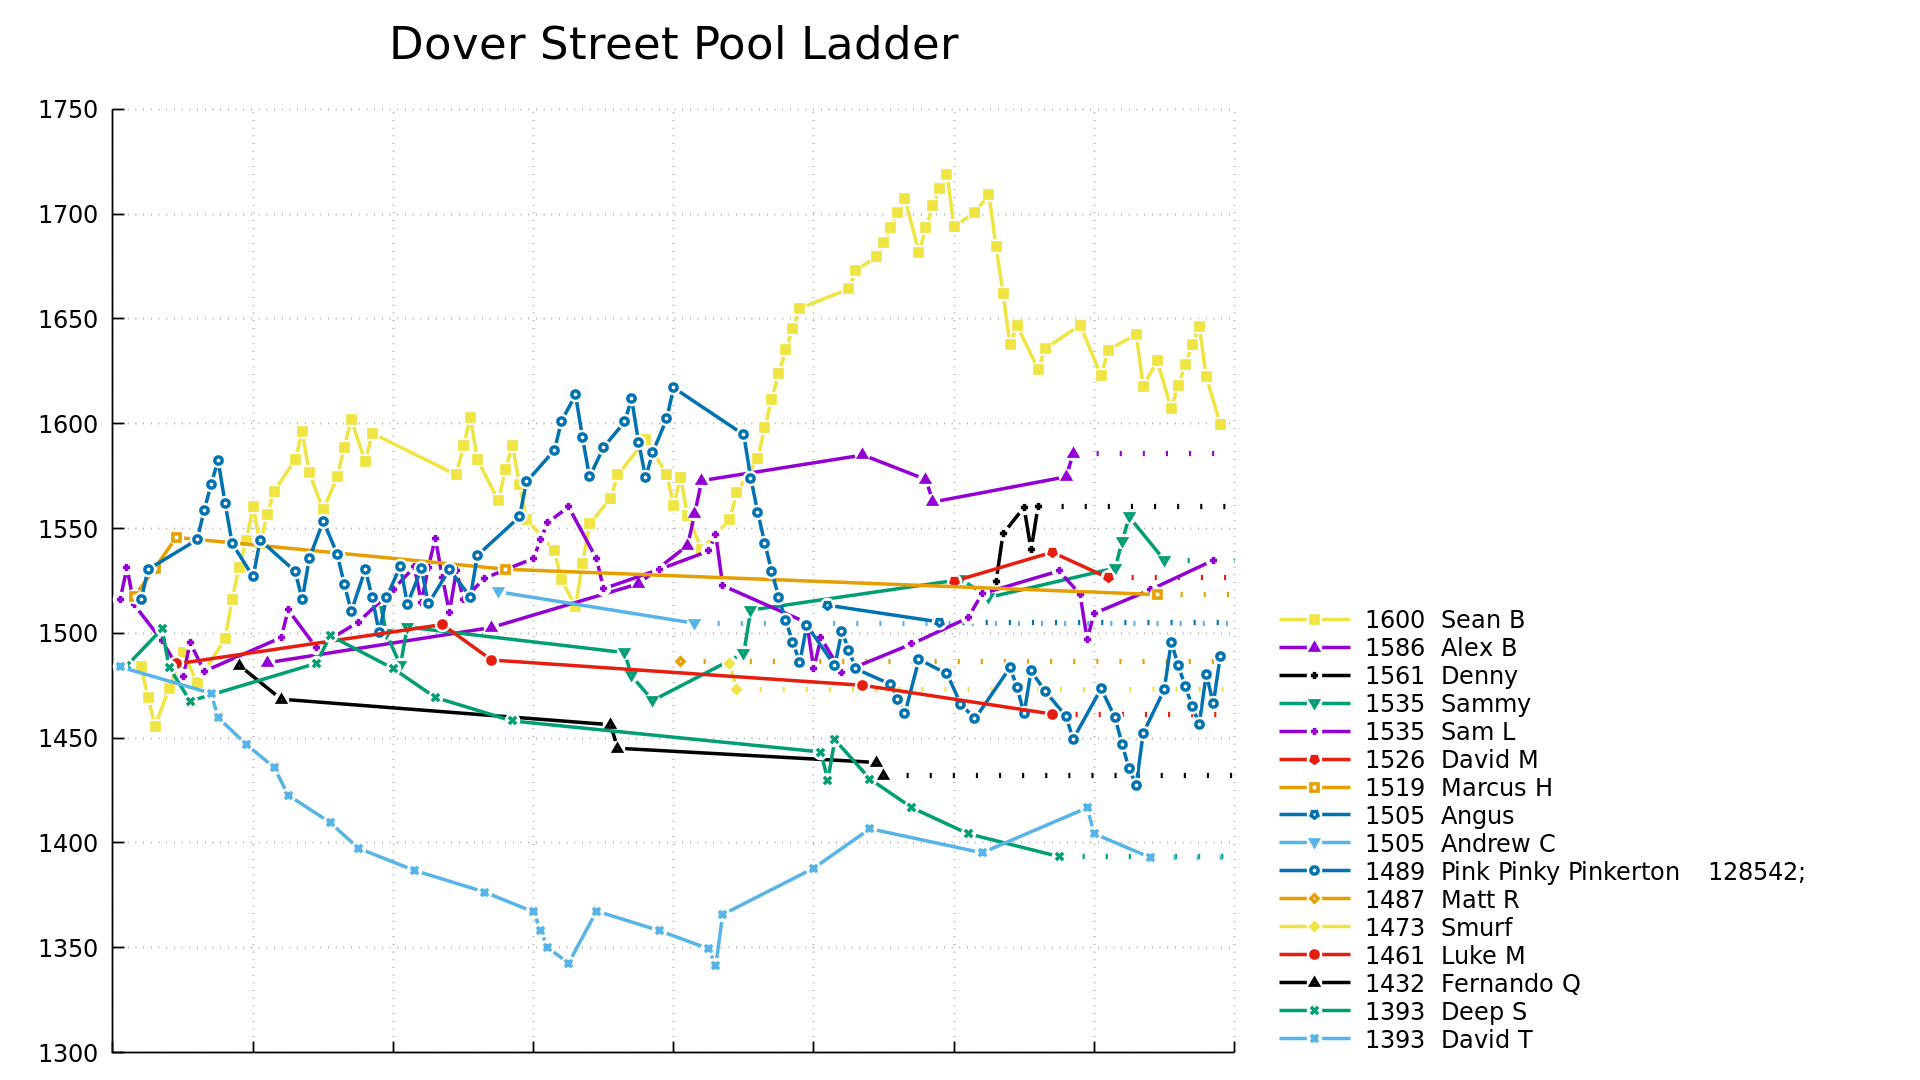 Dover Street Pool Ladder
1750
1700
1650
1600
1550
1500
1450
1400
1350
1300
1600 Sean B
1586 Alex B
1561 Denny
1535 Sammy
1535 Sam L
1526 David M
1519 Marcus H
1505 Angus
1505 Andrew C
1489 Pink Pinky Pinkerton 128542;
1487 Matt R
1473 Smurf
1461 Luke M
1432 Fernando Q
1393 Deep S
1393 David T